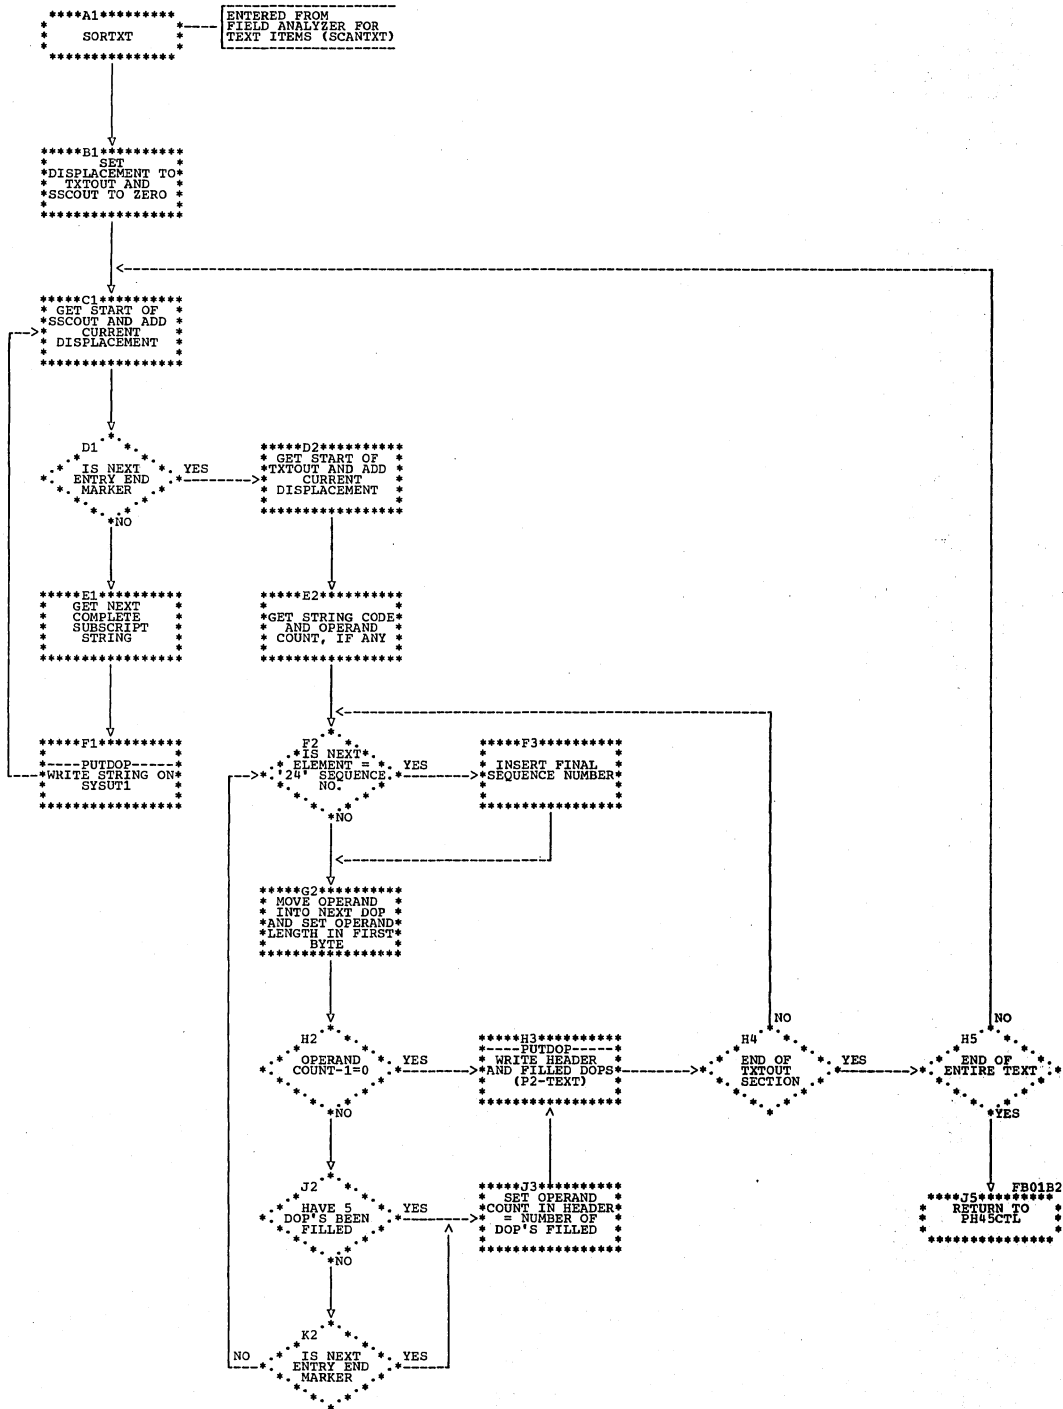 A1
SORTXT
ENTERED FROM
FIELD ANALYZER FOR
TEXT ITEMS (SCANTXT)
B1
SET
DISPLACEMENT TO
TXTOUT AND
SSCOUT TO ZERO
C1
GET START OF
SSCOUT AND ADD
CURRENT
DISPLACEMENT
D1
IS NEXT
ENTRY END
MARKER
YES
NO
D2
GET START OF
TXTOUT AND ADD
CURRENT
DISPLACEMENT
E1
GET NEXT
COMPLETE
SUBSCRIPT
STRING
E2
GET STRING CODE
AND OPERAND
COUNT, IF ANY
F1
PUTDOP
WRITE STRING ON
SYSUT1
F2
IS NEXT
ELEMENT =
'24' SEQUENCE
NO.
YES
NO
F3
INSERT FINAL
SEQUENCE NUMBER
G2
MOVE OPERAND
INTO NEXT DOP
AND SET OPERAND
LENGTH IN FIRST
BYTE
H2
OPERAND
COUNT-1=0
YES
NO
H3
PUTDOP
WRITE HEADER
AND FILLED DOPS
(P2-TEXT)
H4
END OF
TXTOUT
SECTION
NO
YES
H5
END OF
ENTIRE TEXT
NO
YES
J2
HAVE 5
DOP'S BEEN
FILLED
YES
NO
J3
SET OPERAND
COUNT IN HEADER
= NUMBER OF
DOP'S FILLED
FB01B2
J5
RETURN TO
PH45CTL
K2
IS NEXT
ENTRY END
MARKER
NO
YES